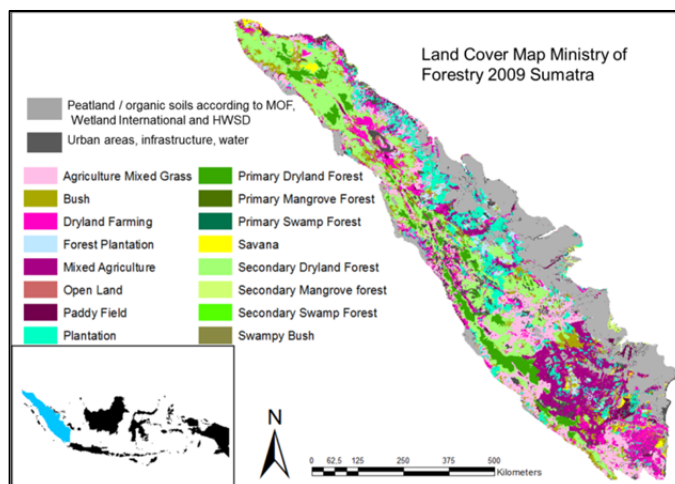 Land Cover Map Ministry of
Forestry 2009 Sumatra
Peatland / organic soils according to MOF,
Wetland International and HWSD
Urban areas, infrastructure, water
Agriculture Mixed Grass
Bush
Dryland Farming
Forest Plantation
Mixed Agriculture
Open Land
Paddy Field
Plantation
Primary Dryland Forest
Primary Mangrove Forest
Primary Swamp Forest
Savana
Secondary Dryland Forest
Secondary Mangrove forest
Secondary Swamp Forest
Swampy Bush
N
0 62,5 125 250 375 500
Kilometers